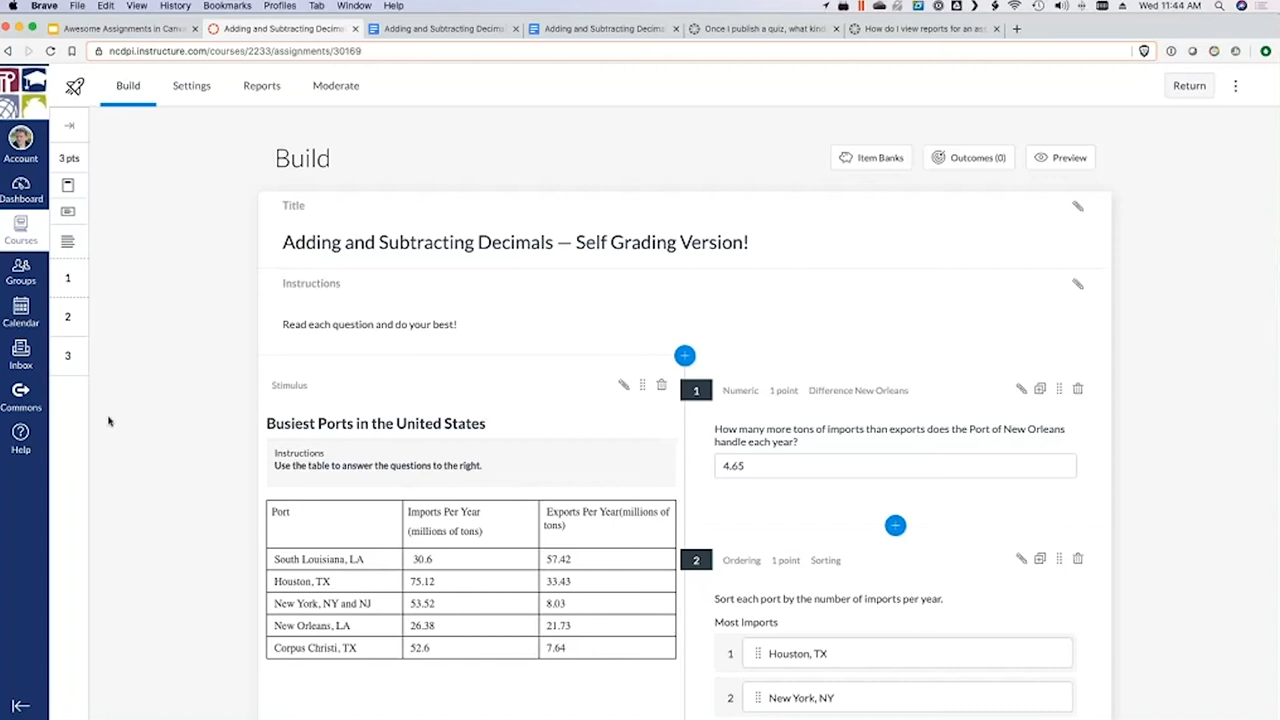 Brave File Edit View History Bookmarks Profiles Tab Window Help Wed 11:44 AM
Awesome Assignments in Canva
Adding and Subtracting Decima
Adding and Subtracting Decima
Adding and Subtracting Decima
Once I publish a quiz, what kind
How do I view reports for an as
ncdpi.instructure.com/courses/2233/assignments/30169
Build Settings Reports Moderate Return
Account
Dashboard
Courses
Groups
Calendar
Inbox
Commons
Help
3 pts
1
2
3
Build
Item Banks Outcomes (0) Preview
Title
Adding and Subtracting Decimals — Self Grading Version!
Instructions
Read each question and do your best!
Stimulus
Busiest Ports in the United States
Instructions
Use the table to answer the questions to the right.
Port Imports Per Year Exports Per Year(millions of
(millions of tons) tons)
South Louisiana, LA 30.6 57.42
Houston, TX 75.12 33.43
New York, NY and NJ 53.52 8.03
New Orleans, LA 26.38 21.73
Corpus Christi, TX 52.6 7.64
1 Numeric 1 point Difference New Orleans
How many more tons of imports than exports does the Port of New Orleans
handle each year?
4.65
2 Ordering 1 point Sorting
Sort each port by the number of imports per year.
Most Imports
1 Houston, TX
2 New York, NY